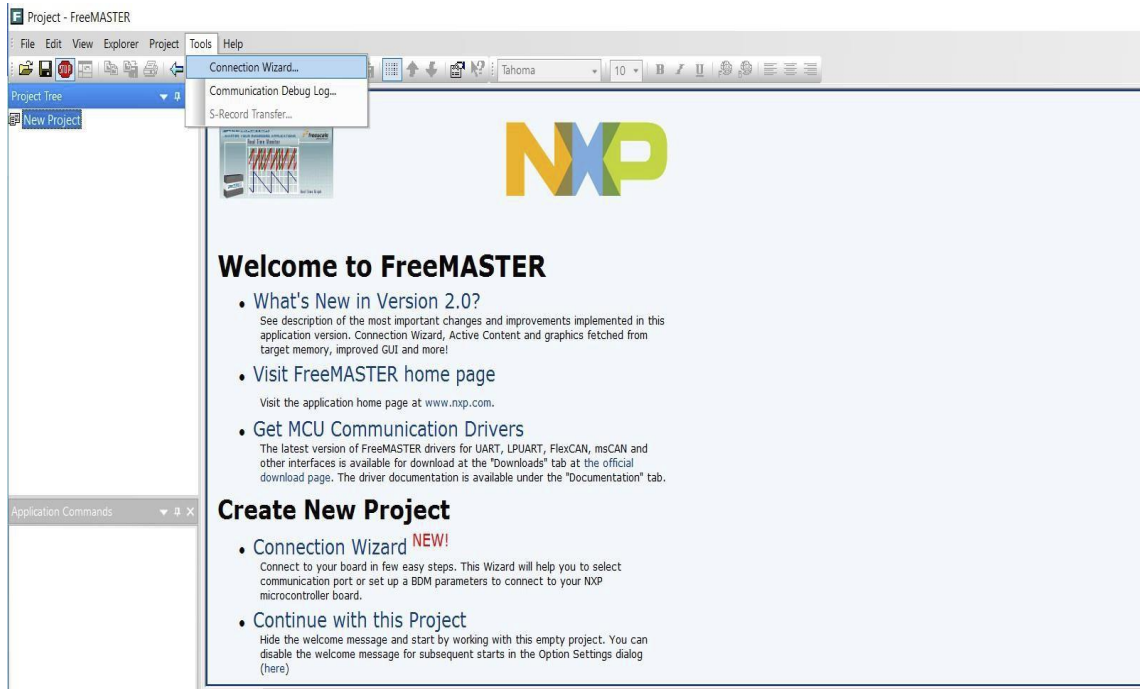 Project - FreeMASTER
File Edit View Explorer Project Tools Help
Connection Wizard...
Tahoma 10 B I U
Communication Debug Log...
Project Tree
S-Record Transfer...
New Project
NXP
Welcome to FreeMASTER
• What's New in Version 2.0?
See description of the most important changes and improvements implemented in this
application version. Connection Wizard, Active Content and graphics fetched from
target memory, improved GUI and more!
• Visit FreeMASTER home page
Visit the application home page at www.nxp.com.
• Get MCU Communication Drivers
The latest version of FreeMASTER drivers for UART, LPUART, FlexCAN, msCAN and
other interfaces is available for download at the "Downloads" tab at the official
download page. The driver documentation is available under the "Documentation" tab.
Application Commands
Create New Project
• Connection Wizard NEW!
Connect to your board in few easy steps. This Wizard will help you to select
communication port or set up a BDM parameters to connect to your NXP
microcontroller board.
• Continue with this Project
Hide the welcome message and start by working with this empty project. You can
disable the welcome message for subsequent starts in the Option Settings dialog
(here)